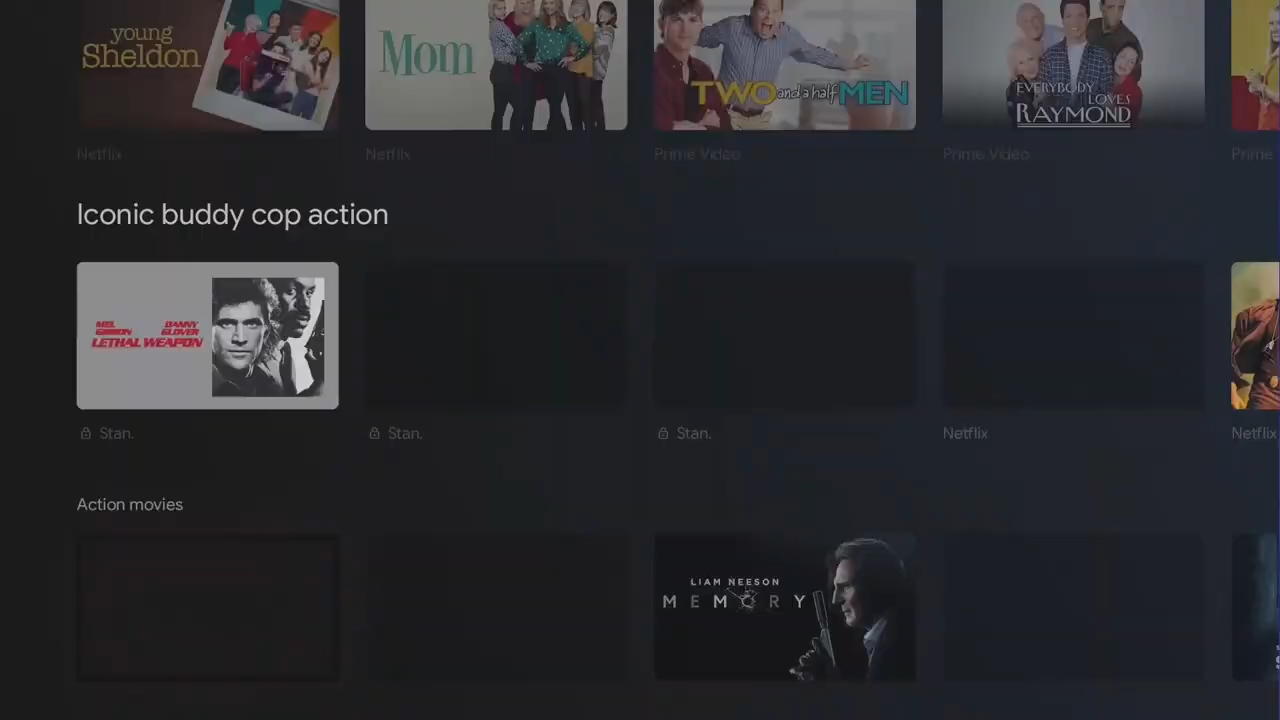 young
Sheldon
Mom
TWO and a half MEN
EVERYBODY
LOVES
RAYMOND
Netflix
Netflix
Prime Video
Prime Video
Prime
Iconic buddy cop action
MEL
GIBSON
DANNY
GLOVER
LETHAL WEAPON
Stan.
Stan.
Stan.
Netflix
Netflix
Action movies
LIAM NEESON
MEMORY